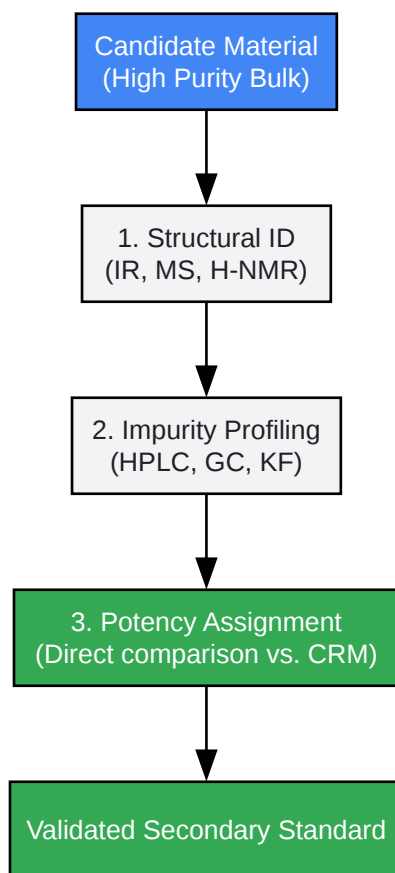 Candidate Material
(High Purity Bulk)
1. Structural ID
(IR, MS, H-NMR)
2. Impurity Profiling
(HPLC, GC, KF)
3. Potency Assignment
(Direct comparison vs. CRM)
Validated Secondary Standard